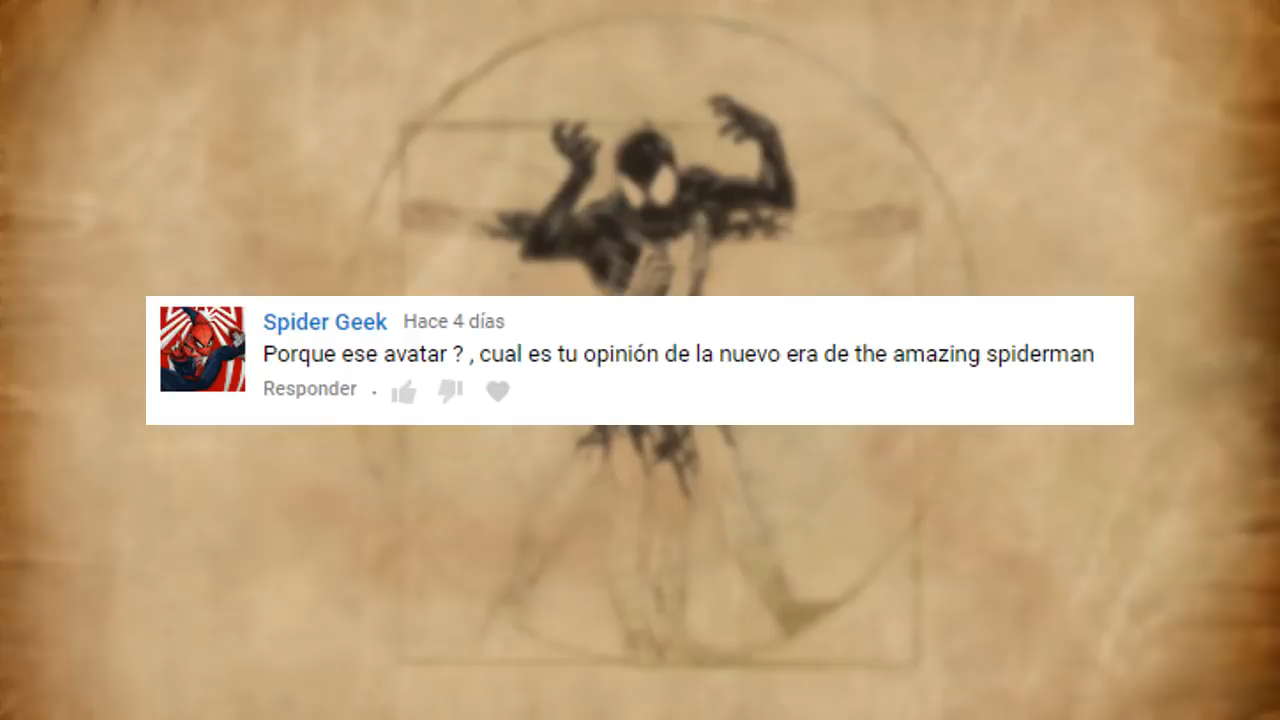 Spider Geek Hace 4 días
Porque ese avatar ? , cual es tu opinión de la nuevo era de the amazing spiderman
Responder .